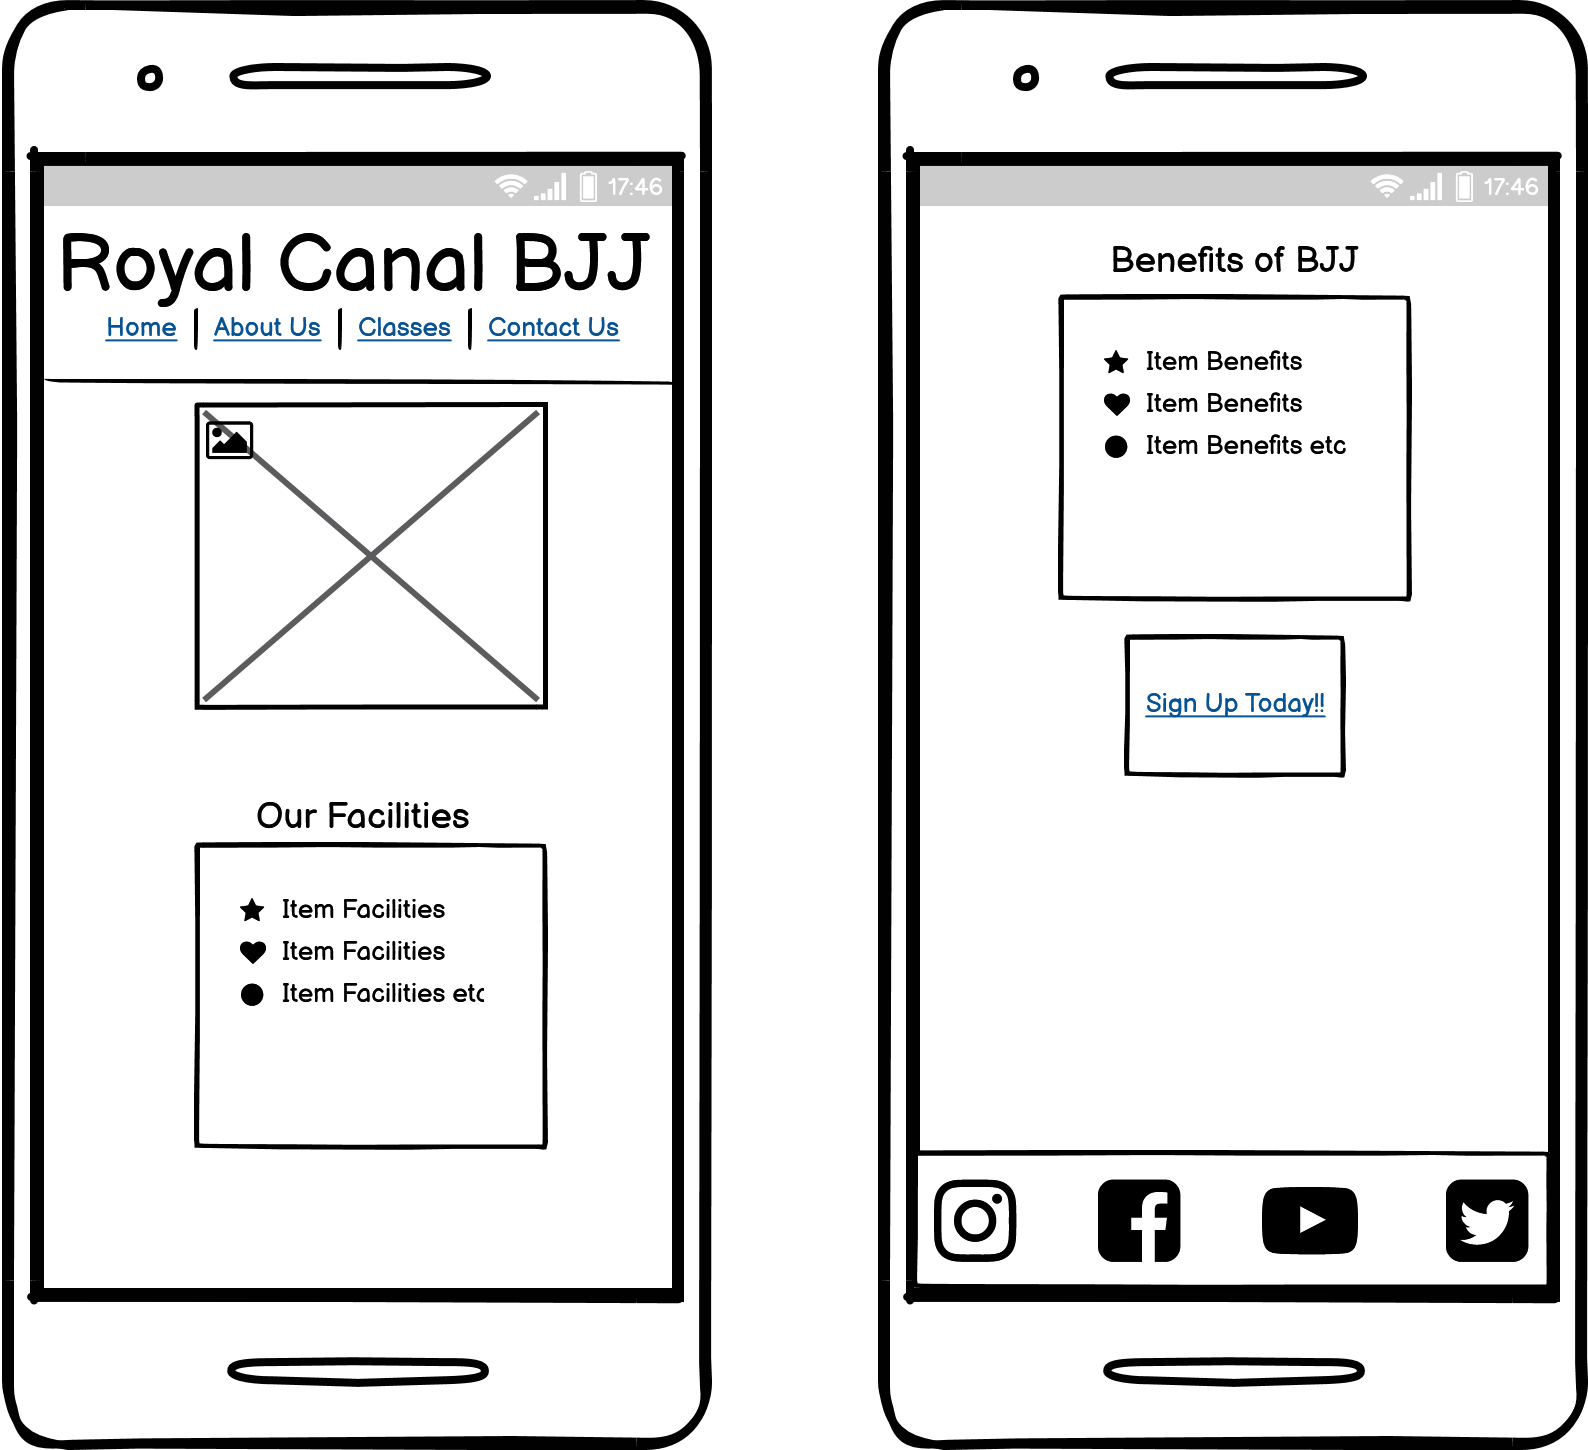 17:46
Royal Canal BJJ
Home About Us Classes Contact Us
Our Facilities
Item Facilities
Item Facilities
Item Facilities etc
17:46
Benefits of BJJ
Item Benefits
Item Benefits
Item Benefits etc
Sign Up Today!!